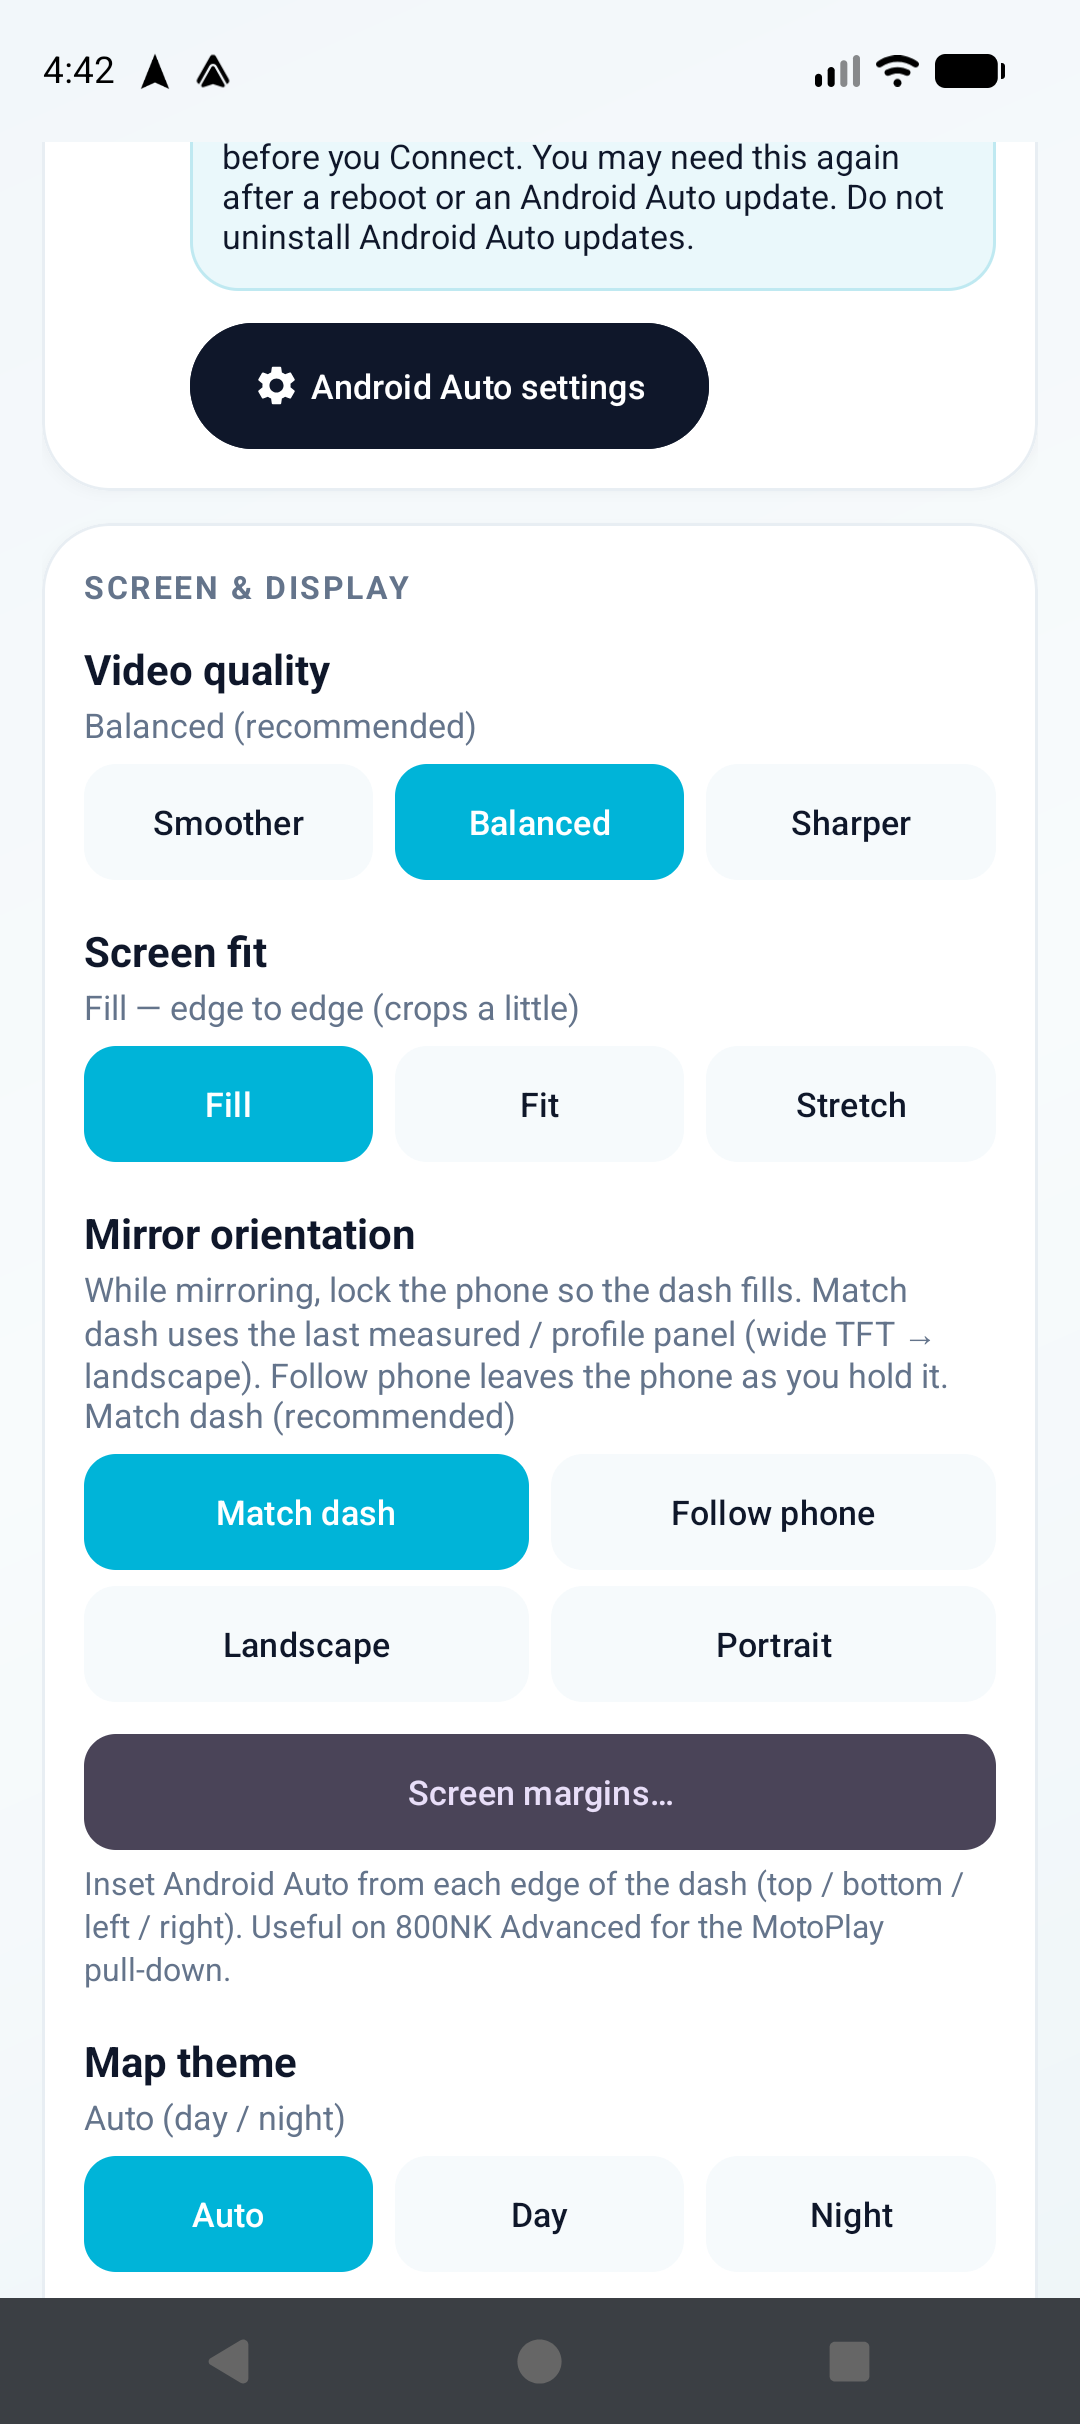 4:42
before you Connect. You may need this again
after a reboot or an Android Auto update. Do not
uninstall Android Auto updates.
Android Auto settings
SCREEN & DISPLAY
Video quality
Balanced (recommended)
Smoother
Balanced
Sharper
Screen fit
Fill — edge to edge (crops a little)
Fill
Fit
Stretch
Mirror orientation
While mirroring, lock the phone so the dash fills. Match
dash uses the last measured / profile panel (wide TFT →
landscape). Follow phone leaves the phone as you hold it.
Match dash (recommended)
Match dash
Follow phone
Landscape
Portrait
Screen margins…
Inset Android Auto from each edge of the dash (top / bottom /
left / right). Useful on 800NK Advanced for the MotoPlay
pull-down.
Map theme
Auto (day / night)
Auto
Day
Night